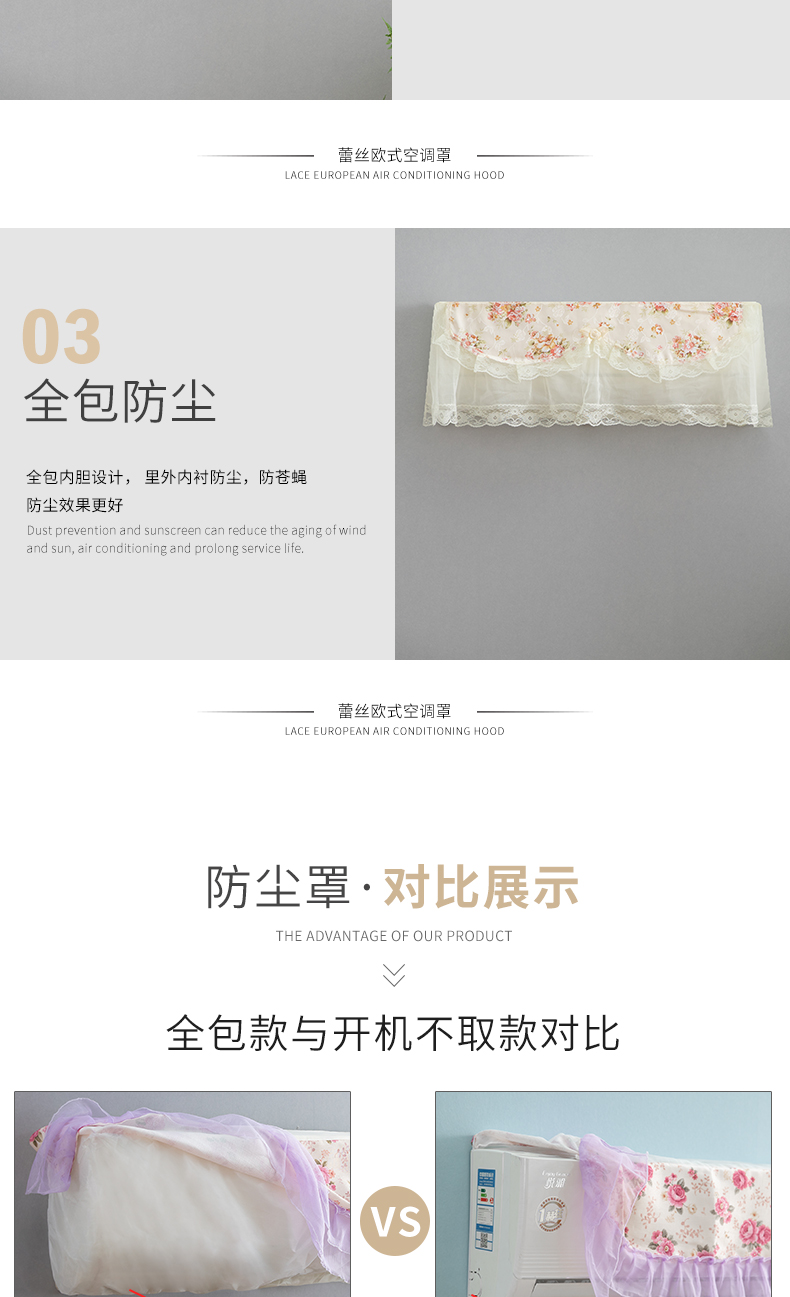 蕾丝欧式空调罩
LACE EUROPEAN AIR CONDITIONING HOOD
03
全包防尘
全包内胆设计， 里外内衬防尘，防苍蝇
防尘效果更好
Dust prevention and sunscreen can reduce the aging of wind
and sun, air conditioning and prolong service life.
蕾丝欧式空调罩
LACE EUROPEAN AIR CONDITIONING HOOD
防尘罩·对比展示
THE ADVANTAGE OF OUR PRODUCT
全包款与开机不取款对比
VS